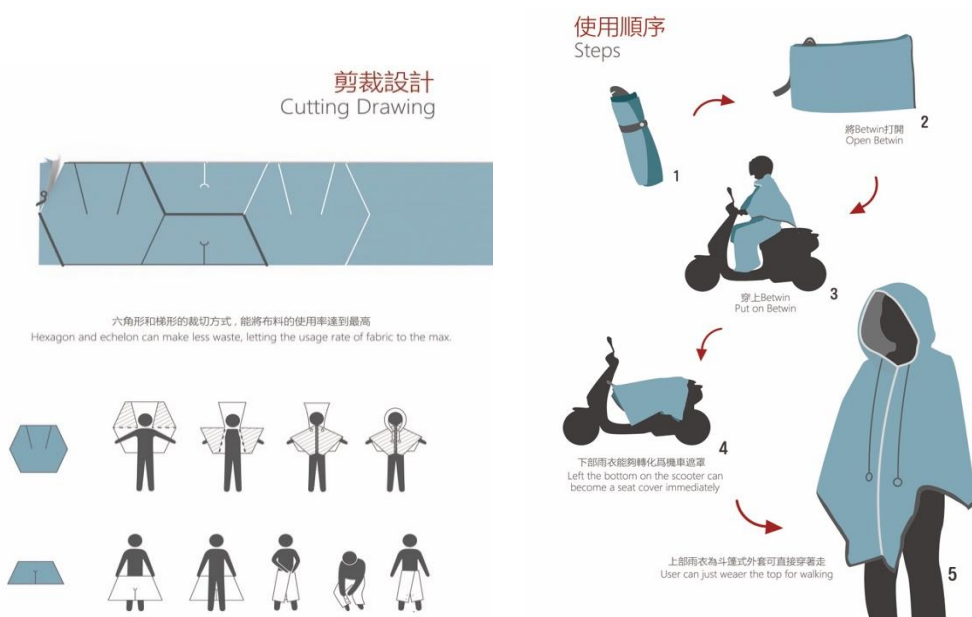 剪裁設計
Cutting Drawing
六角形和梯形的裁切方式，能將布料的使用率達到最高
Hexagon and echelon can make less waste, letting the usage rate of fabric to the max.
使用順序
Steps
1
2
將Betwin打開
Open Betwin
3
穿上Betwin
Put on Betwin
4
下部雨衣能夠轉化爲機車遮罩
Left the bottom on the scooter can
become a seat cover immediately
上部雨衣為斗篷式外套可直接穿著走
User can just weaer the top for walking
5